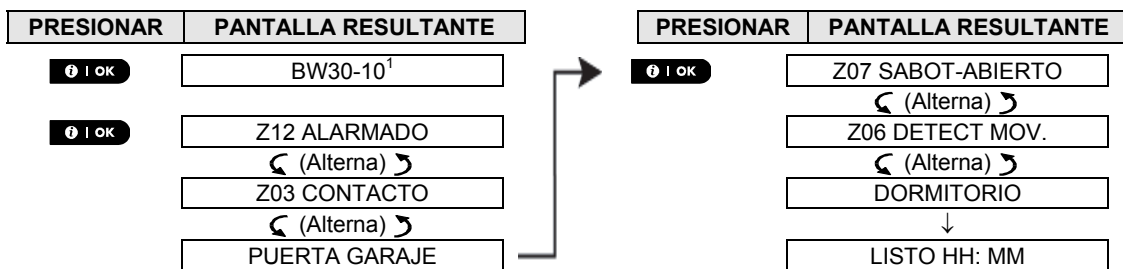 PRESIONAR PANTALLA RESULTANTE
i | OK BW30-10¹
i | OK Z12 ALARMADO
(Alterna)
Z03 CONTACTO
(Alterna)
PUERTA GARAJE
PRESIONAR PANTALLA RESULTANTE
i | OK Z07 SABOT-ABIERTO
(Alterna)
Z06 DETECT MOV.
(Alterna)
DORMITORIO
↓
LISTO HH: MM